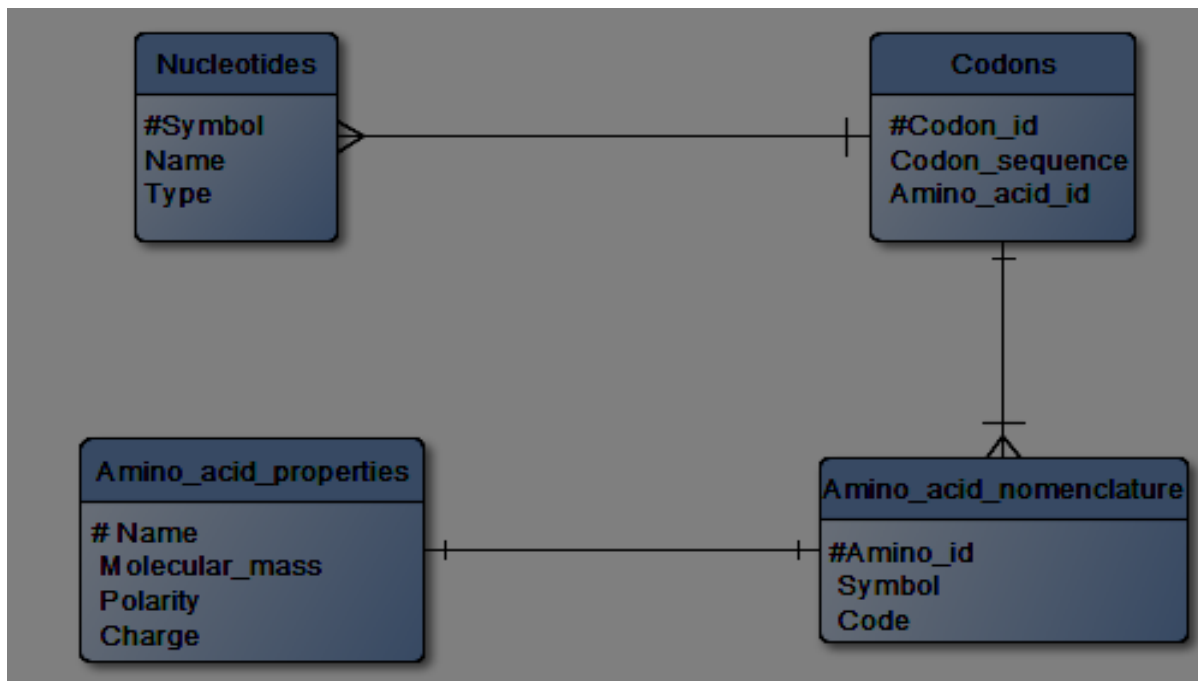 Nucleotides
#Symbol
Name
Type
Codons
#Codon_id
Codon_sequence
Amino_acid_id
Amino_acid_properties
# Name
Molecular_mass
Polarity
Charge
Amino_acid_nomenclature
#Amino_id
Symbol
Code